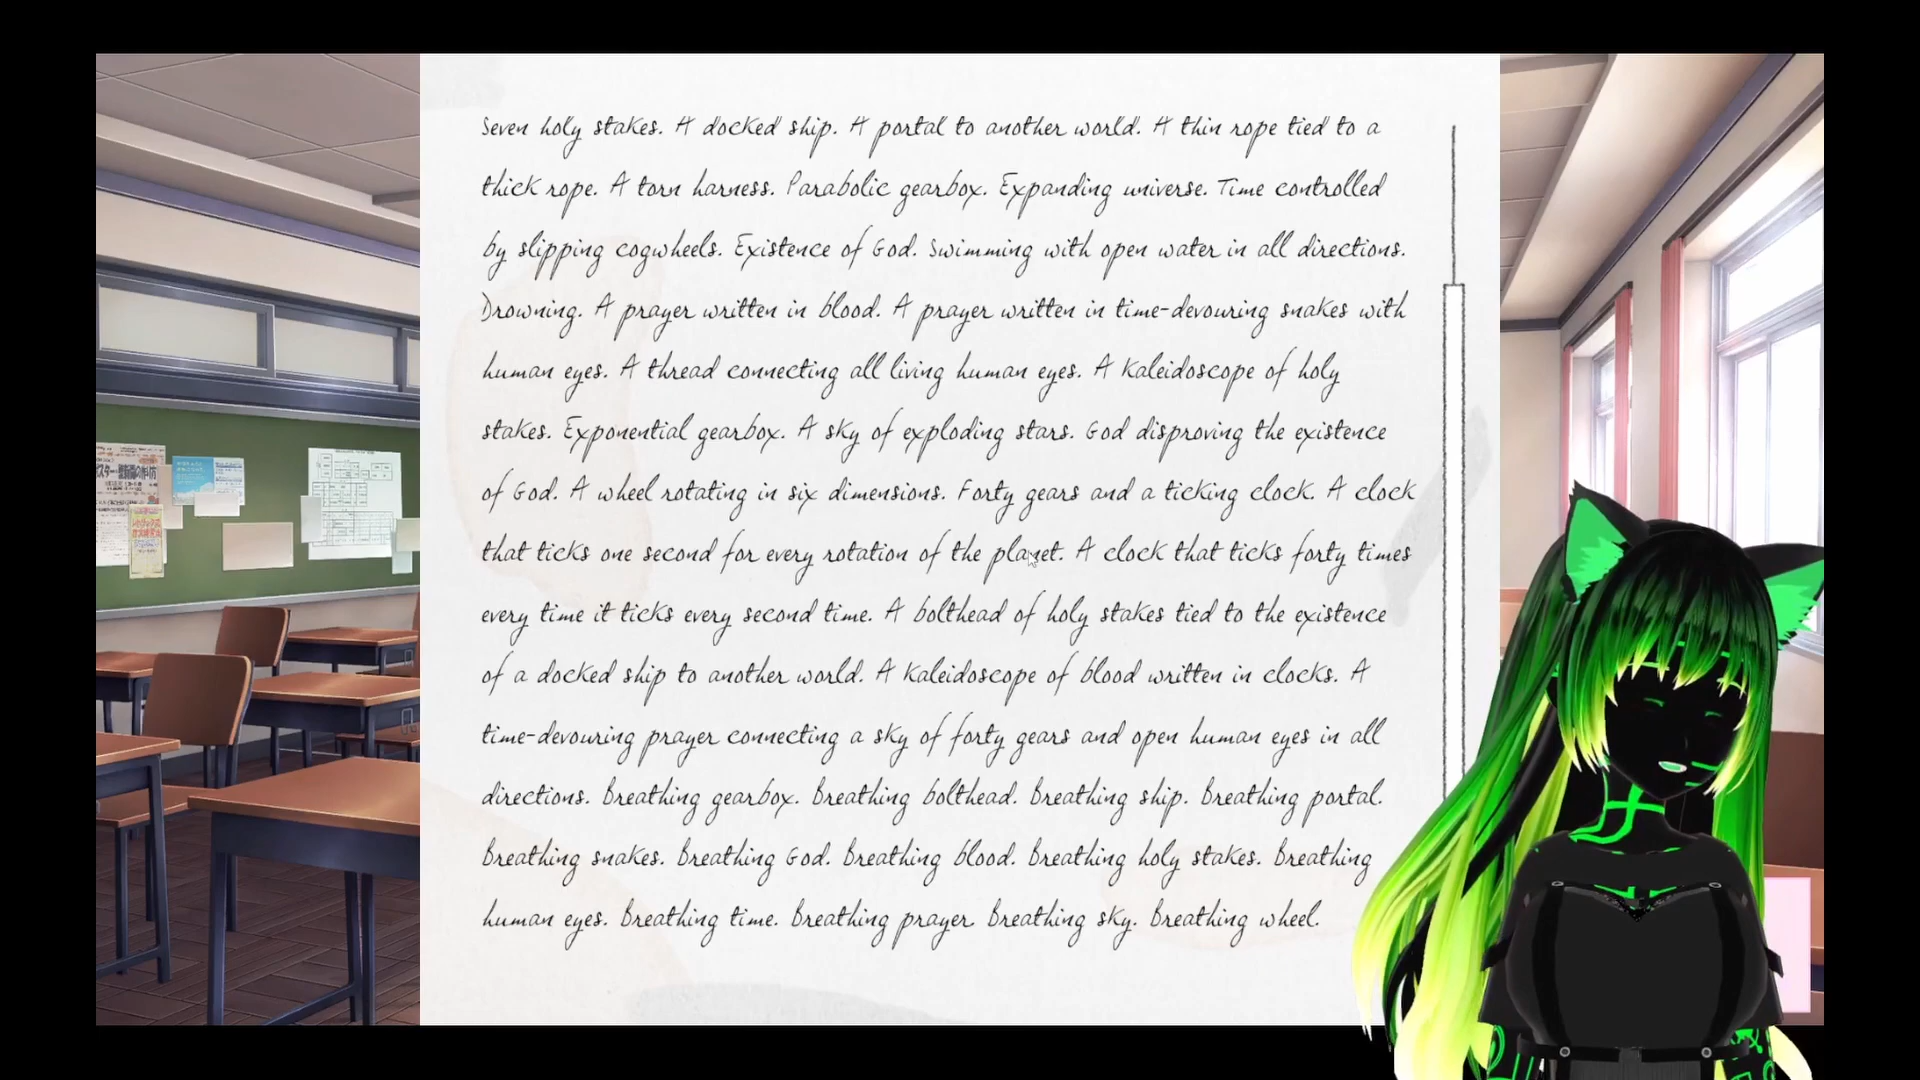 Seven holy stakes. A docked ship. A portal to another world. A thin rope tied to a
thick rope. A torn harness. Parabolic gearbox. Expanding universe. Time controlled
by slipping cogwheels. Existence of God. Swimming with open water in all directions.
Drowning. A prayer written in blood. A prayer written in time-devouring snakes with
human eyes. A thread connecting all living human eyes. A kaleidoscope of holy
stakes. Exponential gearbox. A sky of exploding stars. God disproving the existence
of God. A wheel rotating in six dimensions. Forty gears and a ticking clock. A clock
that ticks one second for every rotation of the planet. A clock that ticks forty times
every time it ticks every second time. A bolthead of holy stakes tied to the existence
of a docked ship to another world. A kaleidoscope of blood written in clocks. A
time-devouring prayer connecting a sky of forty gears and open human eyes in all
directions. Breathing gearbox. Breathing bolthead. Breathing ship. Breathing portal.
Breathing snakes. Breathing God. Breathing blood. Breathing holy stakes. Breathing
human eyes. Breathing time. Breathing prayer. Breathing sky. Breathing wheel.